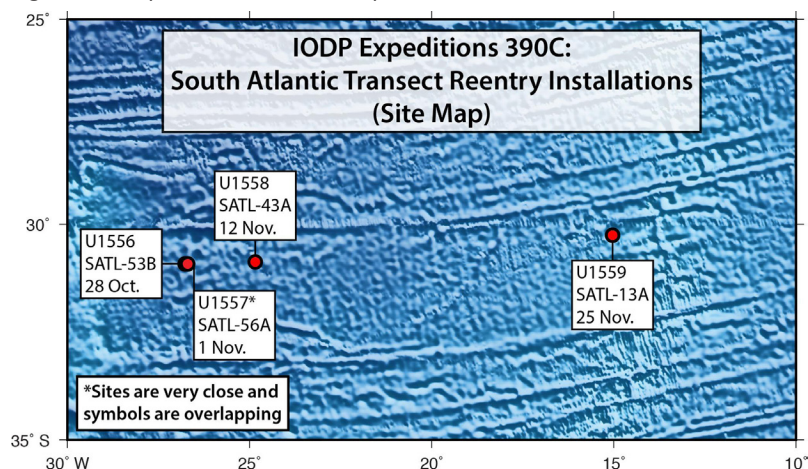 IODP Expeditions 390C:
South Atlantic Transect Reentry Installations
(Site Map)
25°
30°
35° S
U1558
SATL-43A
12 Nov.
U1556
SATL-53B
28 Oct.
U1557*
SATL-56A
1 Nov.
U1559
SATL-13A
25 Nov.
*Sites are very close and
symbols are overlapping
30° W
25°
20°
15°
10°